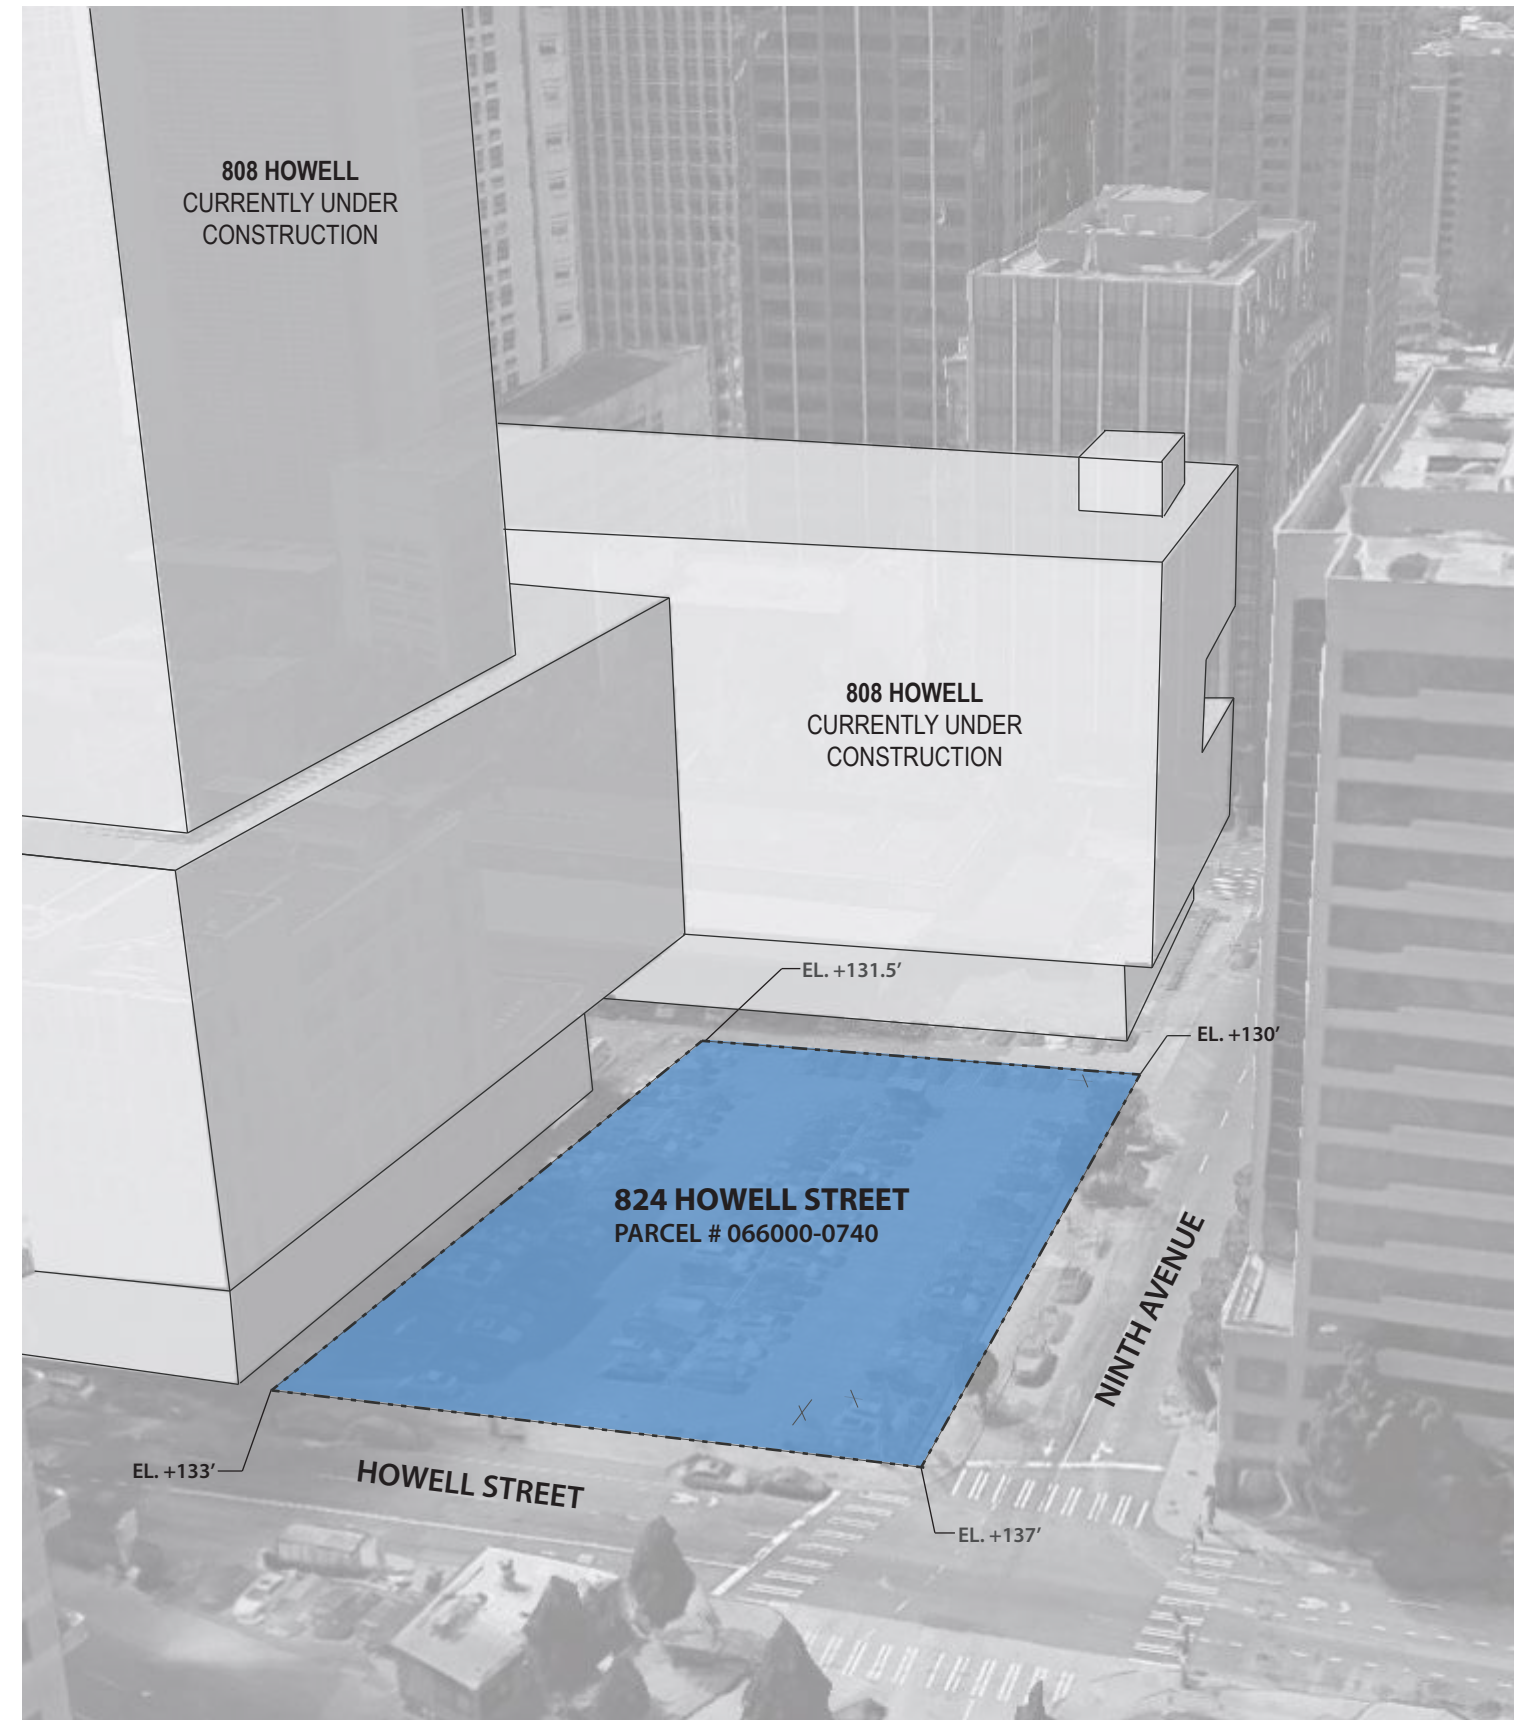 808 HOWELL
CURRENTLY UNDER
CONSTRUCTION
808 HOWELL
CURRENTLY UNDER
CONSTRUCTION
EL. +131.5′
EL. +130′
824 HOWELL STREET
PARCEL # 066000-0740
NINTH AVENUE
EL. +133′
HOWELL STREET
EL. +137′